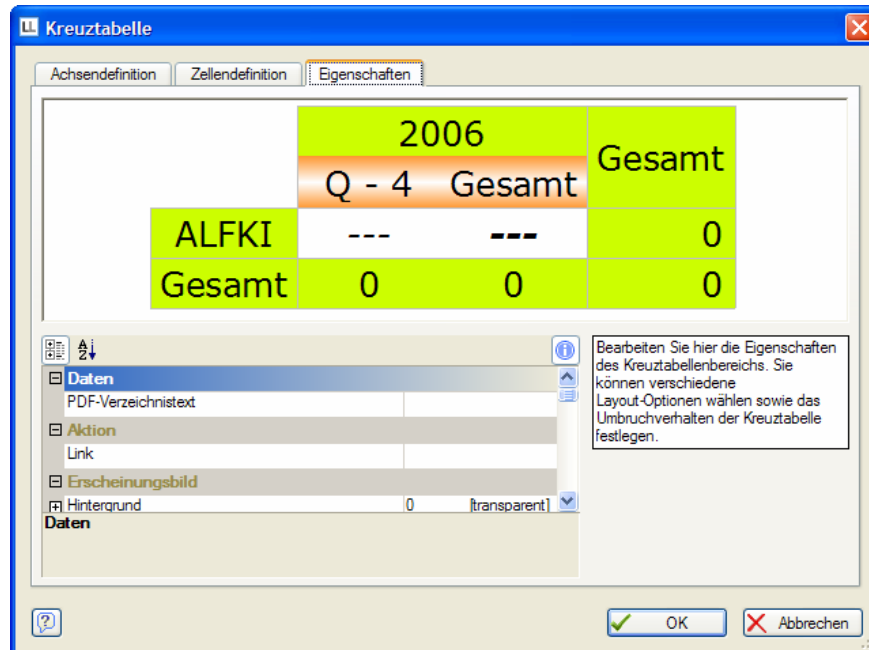 LL Kreuztabelle
Achsendefinition Zellendefinition Eigenschaften
2006 Gesamt
Q - 4 Gesamt
ALFKI --- --- 0
Gesamt 0 0 0
A Z
Daten
PDF-Verzeichnistext
Aktion
Link
Erscheinungsbild
Hintergrund 0 [transparent]
Daten
Bearbeiten Sie hier die Eigenschaften
des Kreuztabellenbereichs. Sie
können verschiedene
Layout-Optionen wählen sowie das
Umbruchverhalten der Kreuztabelle
festlegen.
? OK Abbrechen